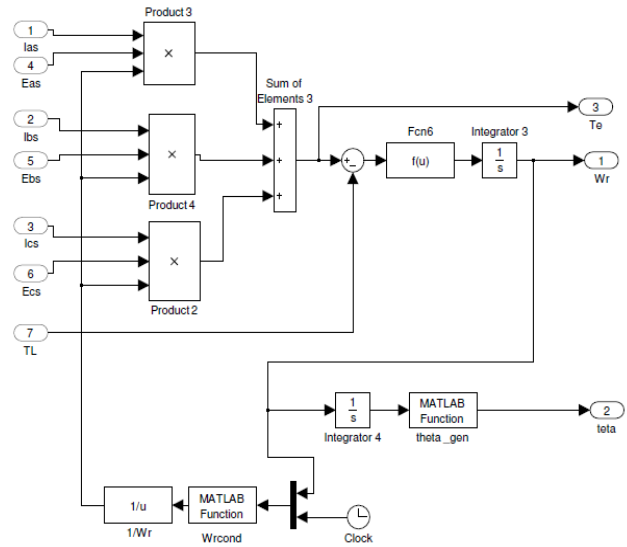 Product 3
1
Ias
4
Eas
×
Sum of
Elements 3
+
+
+
2
Ibs
5
Ebs
×
Product 4
3
Ics
6
Ecs
×
Product 2
7
TL
+
−
Fcn6
f(u)
Integrator 3
1
s
3
Te
1
Wr
1
s
Integrator 4
MATLAB
Function
theta_gen
2
teta
1/u
1/Wr
MATLAB
Function
Wrcond
Clock